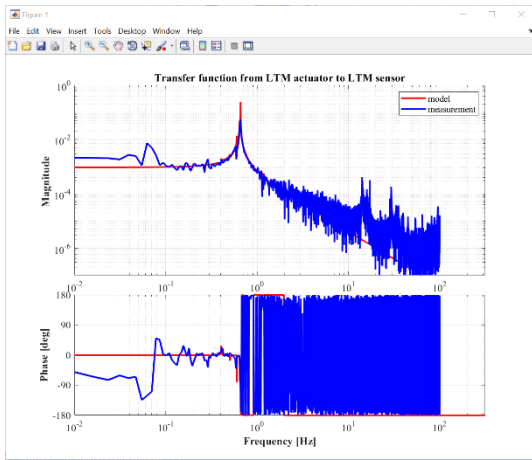 Figure 1
File Edit View Insert Tools Desktop Window Help
Transfer function from LTM actuator to LTM sensor
model
measurement
Magnitude
10^0
10^-2
10^-4
10^-6
10^-2 10^-1 10^0 10^1 10^2
Phase [deg]
180
90
0
-90
-180
10^-2 10^-1 10^0 10^1 10^2
Frequency [Hz]